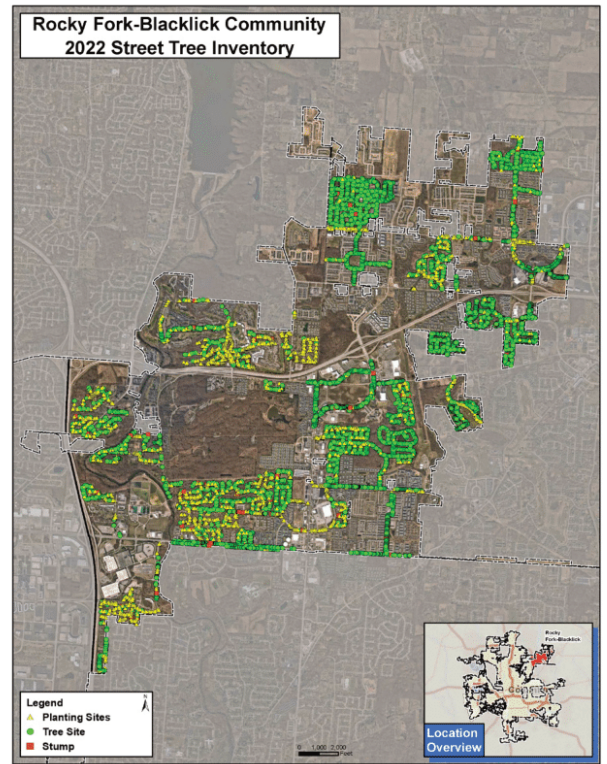 Rocky Fork-Blacklick Community
2022 Street Tree Inventory
Legend
Planting Sites
Tree Site
Stump
N
0 1,000 2,000
Feet
Rocky
Fork-Blacklick
Location
Overview